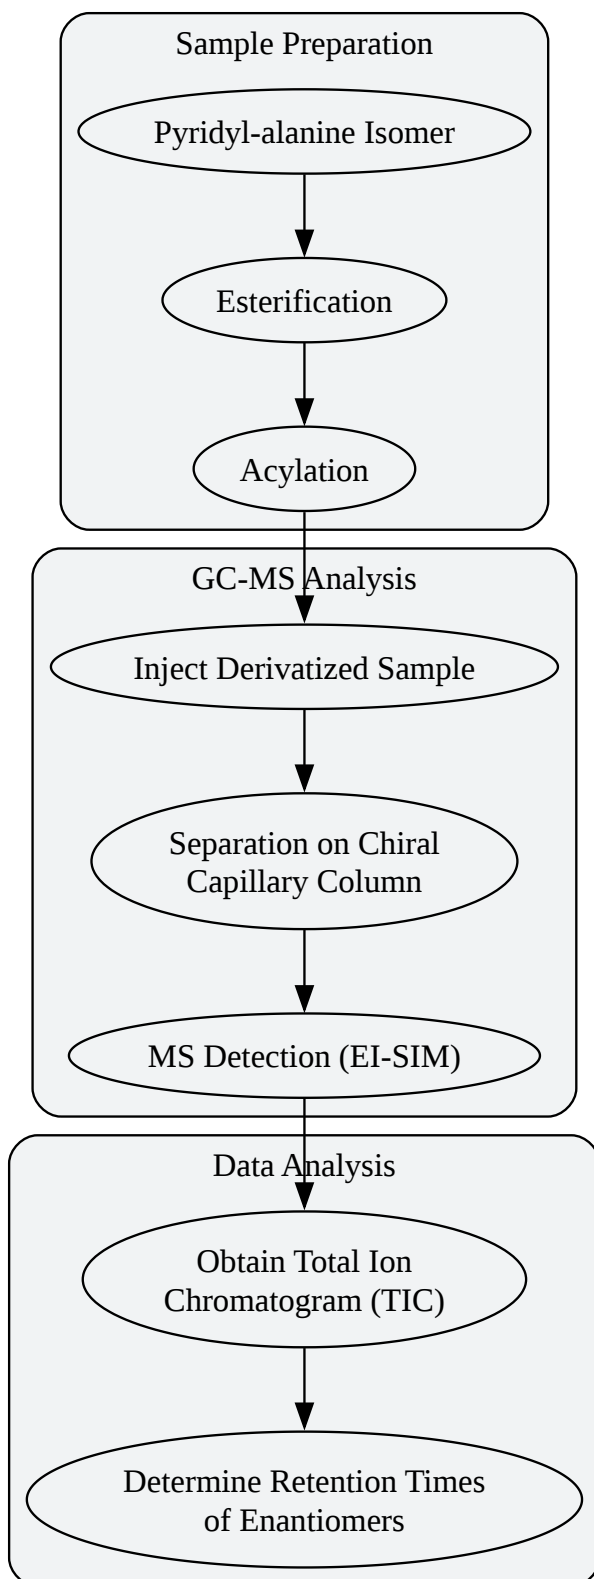 Sample Preparation
Pyridyl-alanine Isomer
Esterification
Acylation
GC-MS Analysis
Inject Derivatized Sample
Separation on Chiral
Capillary Column
MS Detection (EI-SIM)
Data Analysis
Obtain Total Ion
Chromatogram (TIC)
Determine Retention Times
of Enantiomers